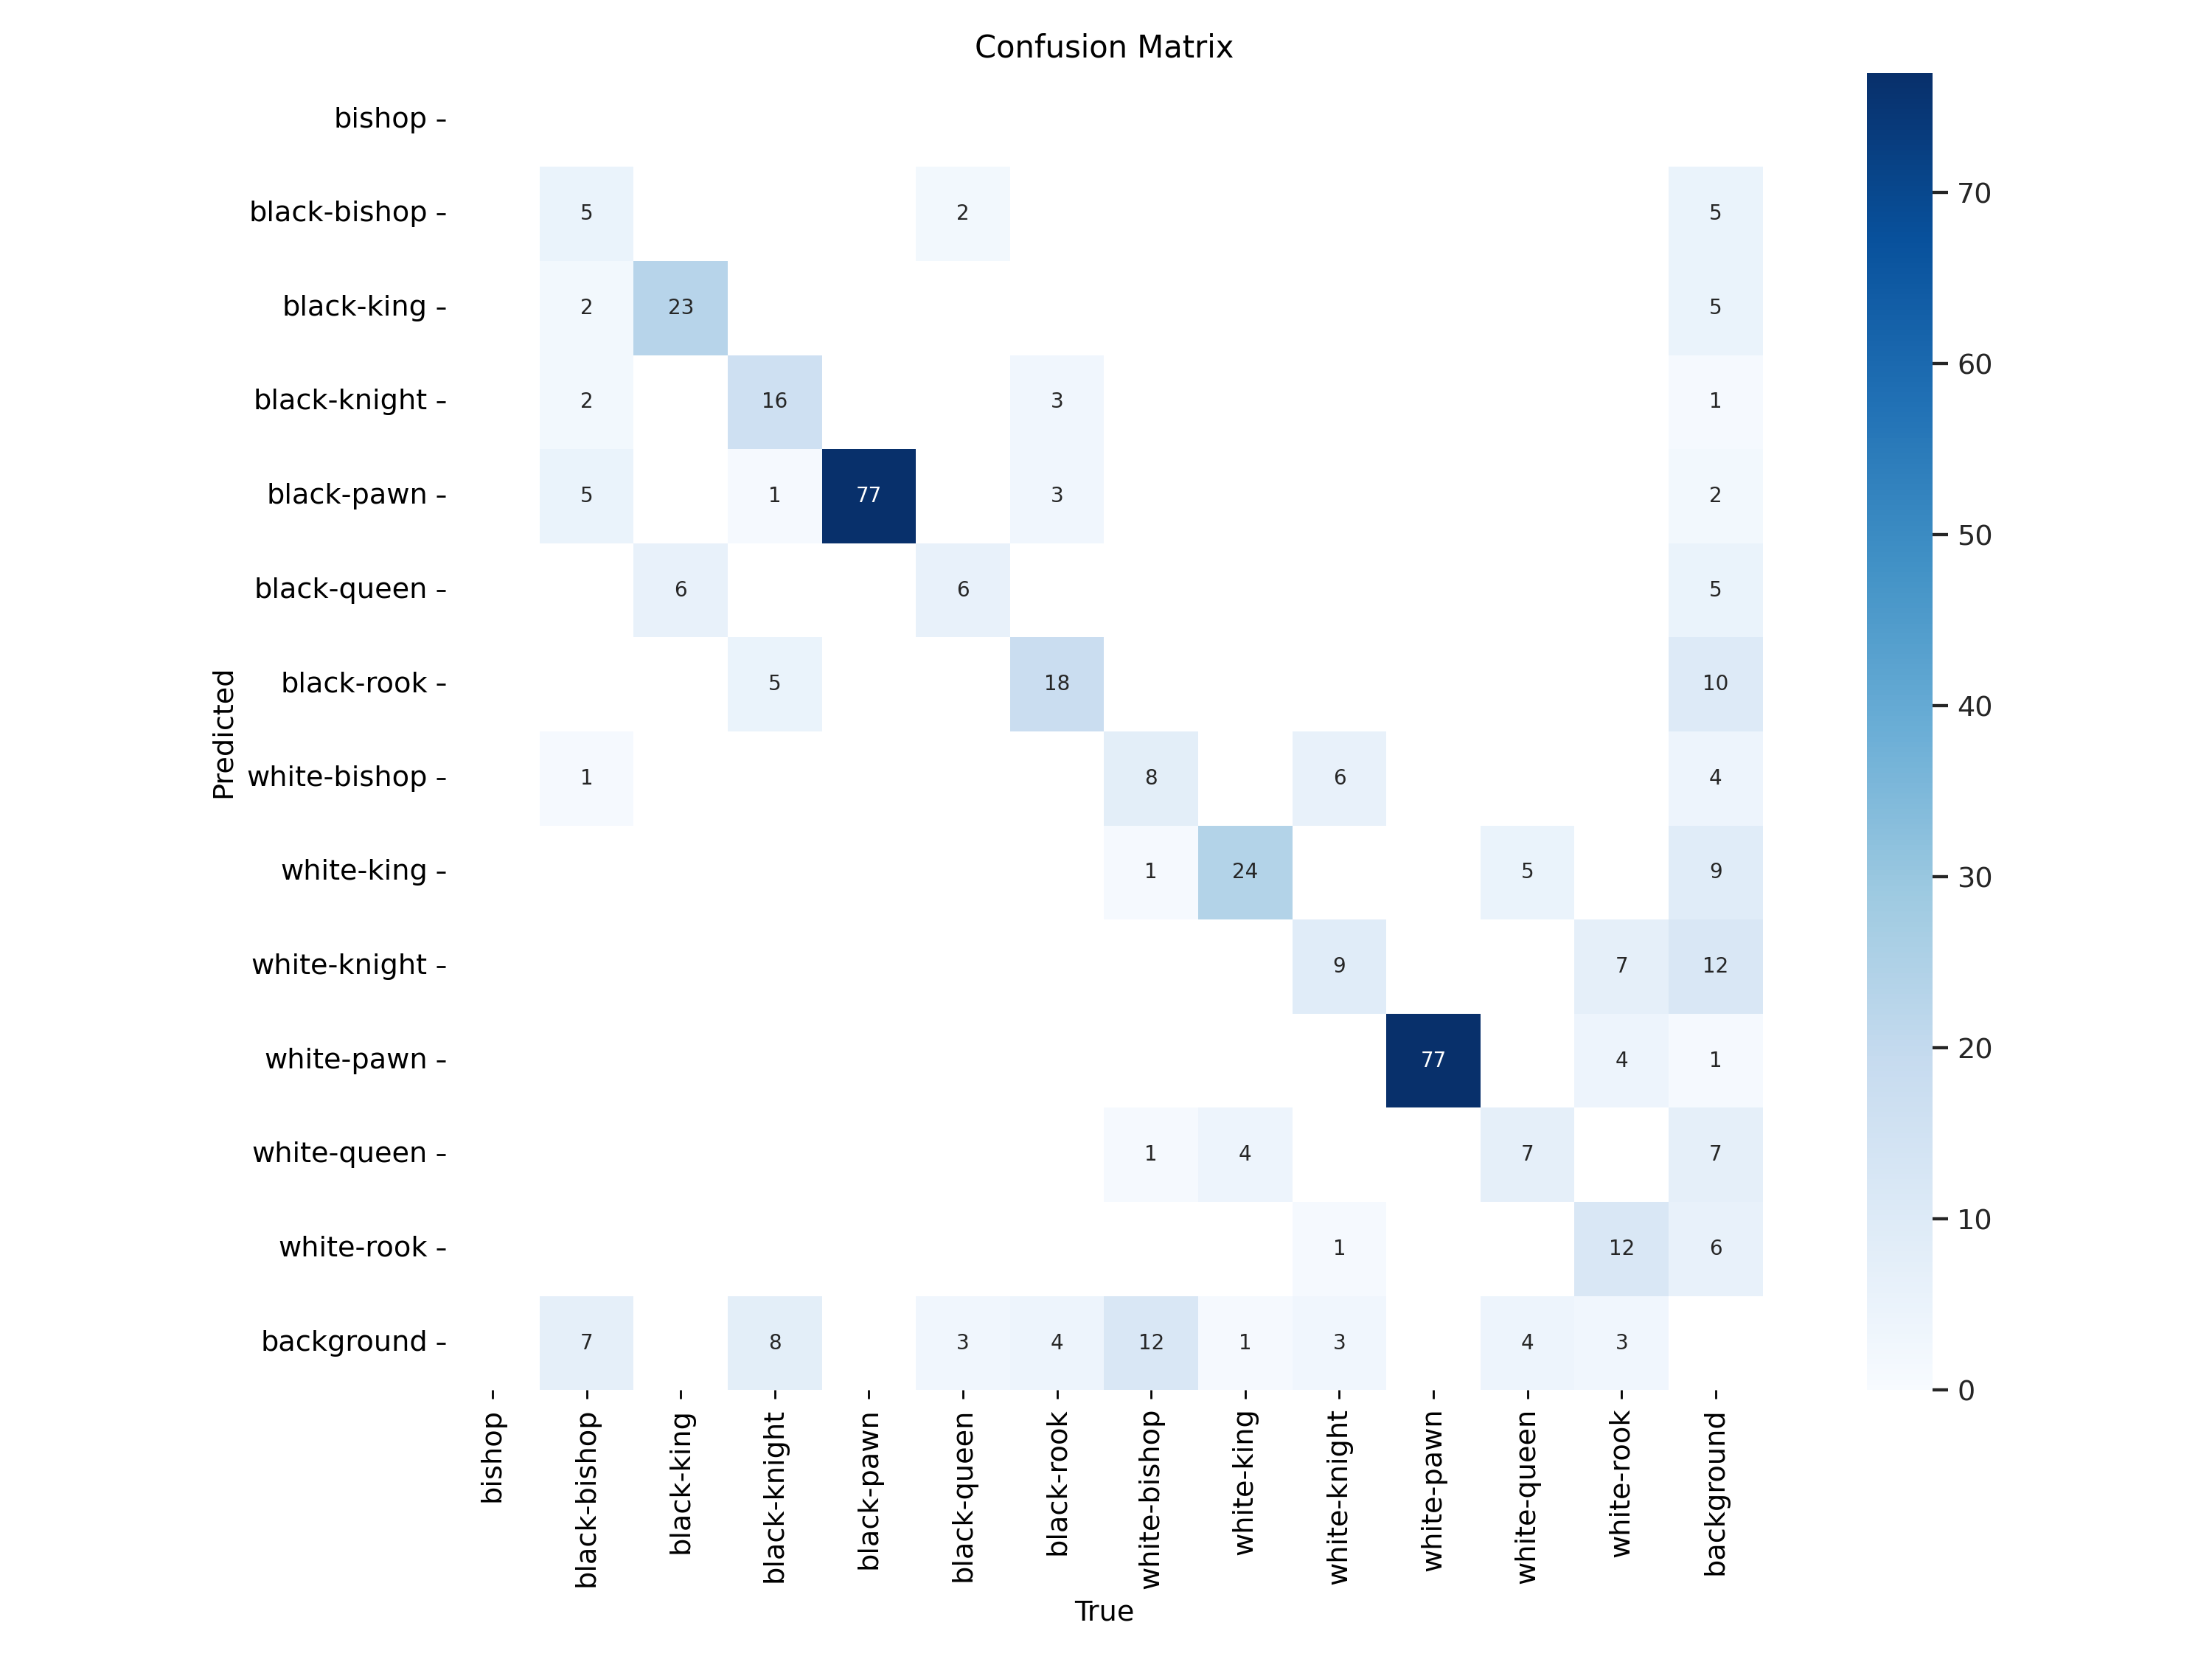 Confusion Matrix
bishop
black-bishop 5 2 5
black-king 2 23 5
black-knight 2 16 3 1
black-pawn 5 1 77 3 2
black-queen 6 6 5
black-rook 5 18 10
white-bishop 1 8 6 4
white-king 1 24 5 9
white-knight 9 7 12
white-pawn 77 4 1
white-queen 1 4 7 7
white-rook 1 12 6
background 7 8 3 4 12 1 3 4 3
Predicted
bishop
black-bishop
black-king
black-knight
black-pawn
black-queen
black-rook
white-bishop
white-king
white-knight
white-pawn
white-queen
white-rook
background
True
70
60
50
40
30
20
10
0